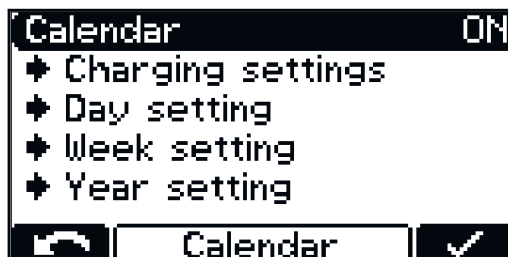 Calendar ON
Charging settings
Day setting
Week setting
Year setting
Calendar